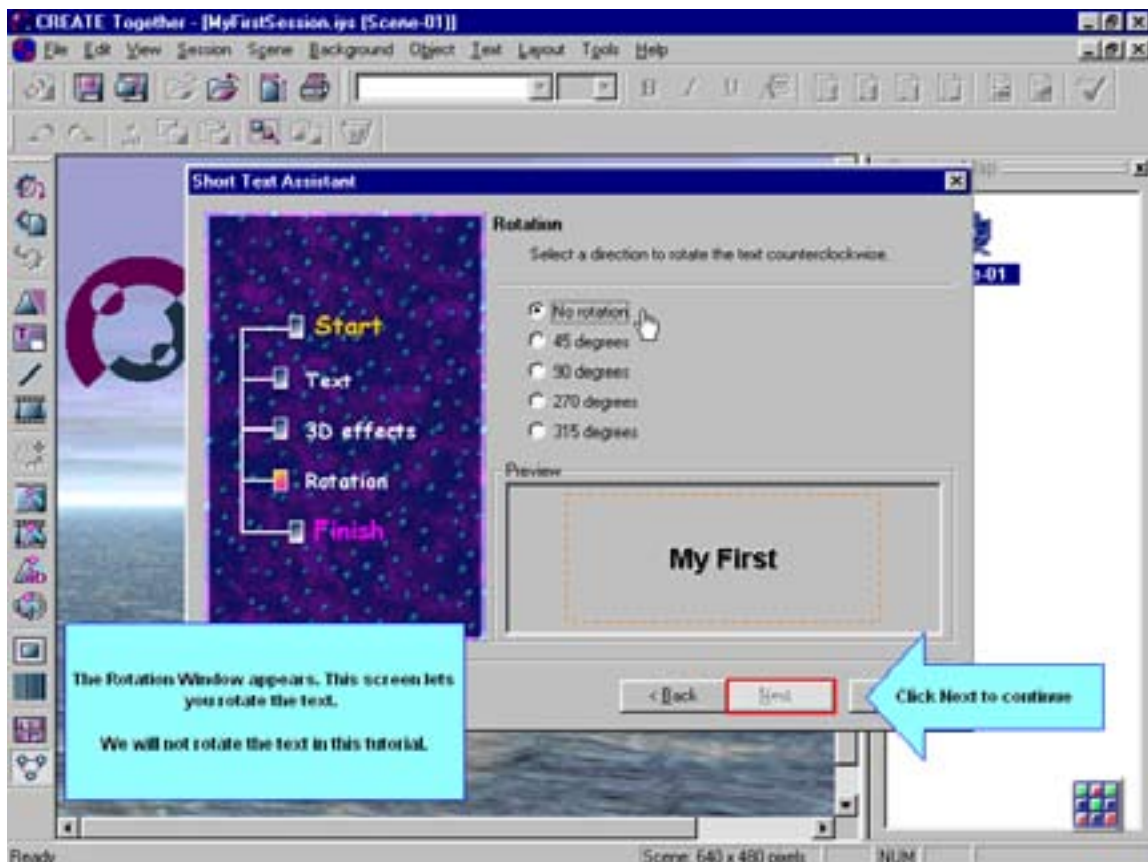 CREATE Together - [MyFirstSession.iys (Scene-01)]
File Edit View Session Scene Background Object Text Layout Tools Help
B I U
Short Text Assistant
Rotation
Select a direction to rotate the text counterclockwise.
No rotation
45 degrees
90 degrees
270 degrees
315 degrees
Start
Text
3D effects
Rotation
Finish
Preview
My First
-01
The Rotation Window appears. This screen lets
you rotate the text.
We will not rotate the text in this tutorial.
< Back
Next
Click Next to continue
Ready
Scene: 640 x 480 pixels
NUM